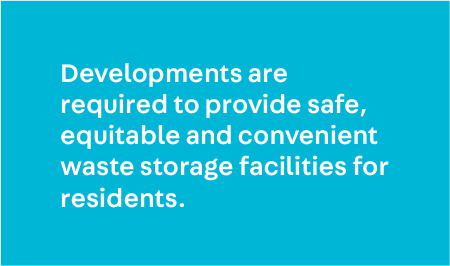 Developments are
required to provide safe,
equitable and convenient
waste storage facilities for
residents.